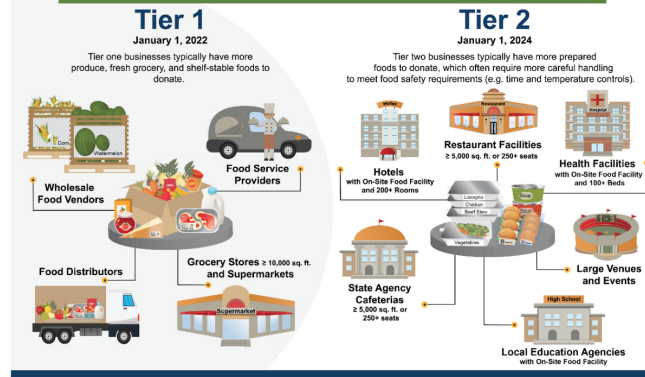 Tier 1
January 1, 2022
Tier one businesses typically have more
produce, fresh grocery, and shelf-stable foods to
donate.
Corn
Watermelon
Wholesale
Food Vendors
Food Service
Providers
Food Distributors
Grocery Stores ≥ 10,000 sq. ft.
and Supermarkets
Supermarket
Tier 2
January 1, 2024
Tier two businesses typically have more prepared
foods to donate, which often require more careful handling
to meet food safety requirements (e.g. time and temperature controls).
Hotels
with On-Site Food Facility
and 200+ Rooms
Restaurant
Restaurant Facilities
≥ 5,000 sq. ft. or 250+ seats
Hospital
Health Facilities
with On-Site Food Facility
and 100+ Beds
Lasagna
Chicken
Beef Stew
Vegetables
Soup
Soup
State Agency
Cafeterias
≥ 5,000 sq. ft. or
250+ seats
Large Venues
and Events
High School
Local Education Agencies
with On-Site Food Facility